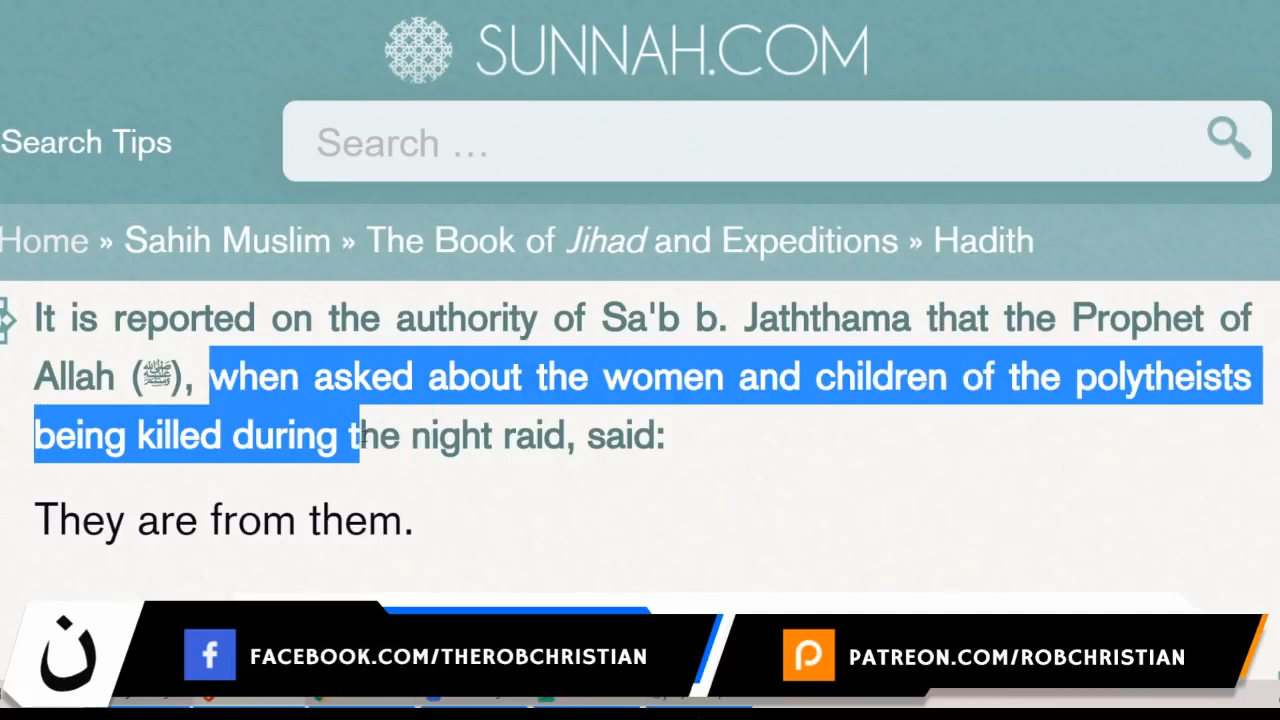 SUNNAH.COM
Search Tips
Search ...
Home » Sahih Muslim » The Book of Jihad and Expeditions » Hadith
It is reported on the authority of Sa'b b. Jaththama that the Prophet of
Allah (ﷺ), when asked about the women and children of the polytheists
being killed during the night raid, said:
They are from them.
ن
f FACEBOOK.COM/THEROBCHRISTIAN
PATREON.COM/ROBCHRISTIAN